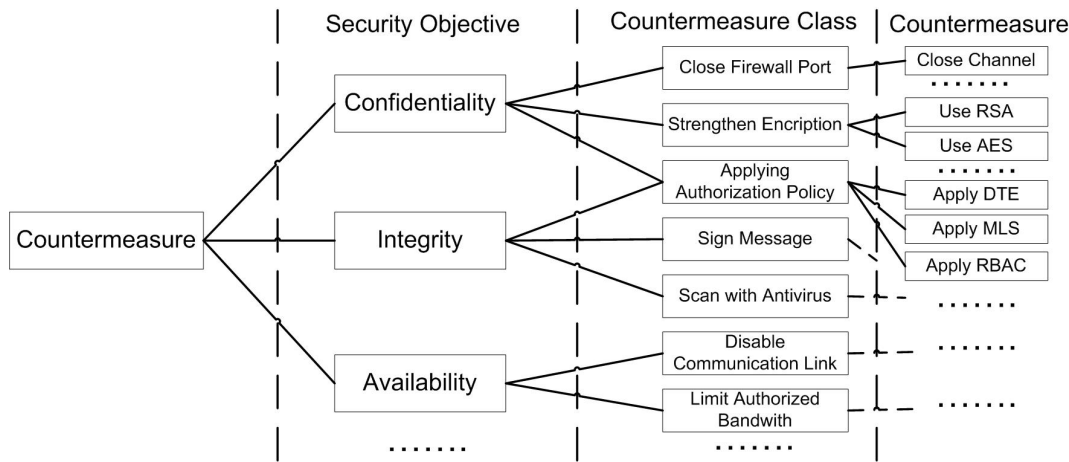 Security Objective
Countermeasure Class
Countermeasure
Close Firewall Port
Close Channel
.......
Confidentiality
Strengthen Encription
Use RSA
Use AES
.......
Applying
Authorization Policy
Apply DTE
Apply MLS
Apply RBAC
.......
Countermeasure
Integrity
Sign Message
Scan with Antivirus
Disable
Communication Link
.......
Availability
Limit Authorized
Bandwith
.......
.......
.......